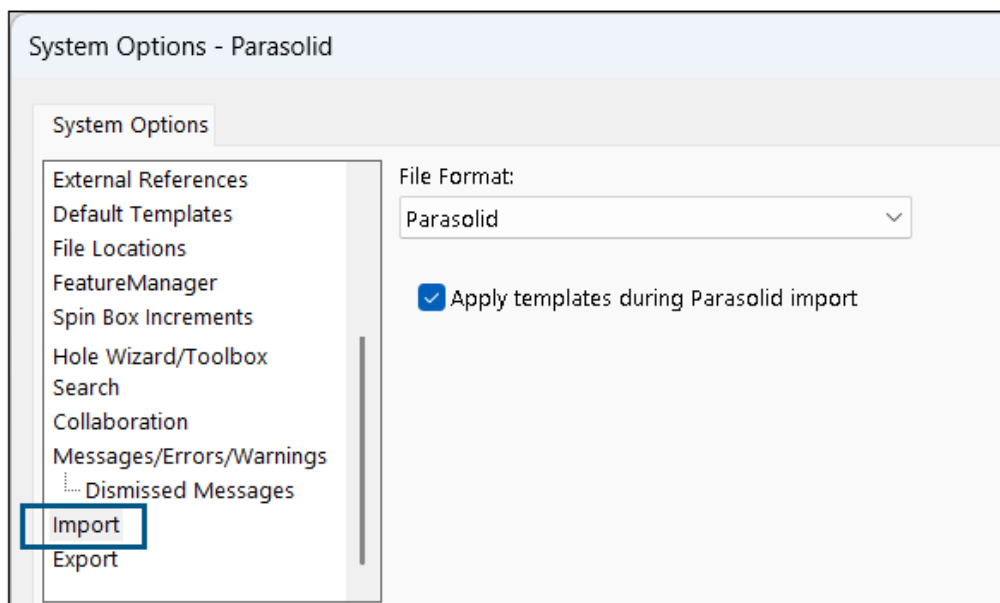 System Options - Parasolid
System Options
External References
Default Templates
File Locations
FeatureManager
Spin Box Increments
Hole Wizard/Toolbox
Search
Collaboration
Messages/Errors/Warnings
Dismissed Messages
Import
Export
File Format:
Parasolid
Apply templates during Parasolid import